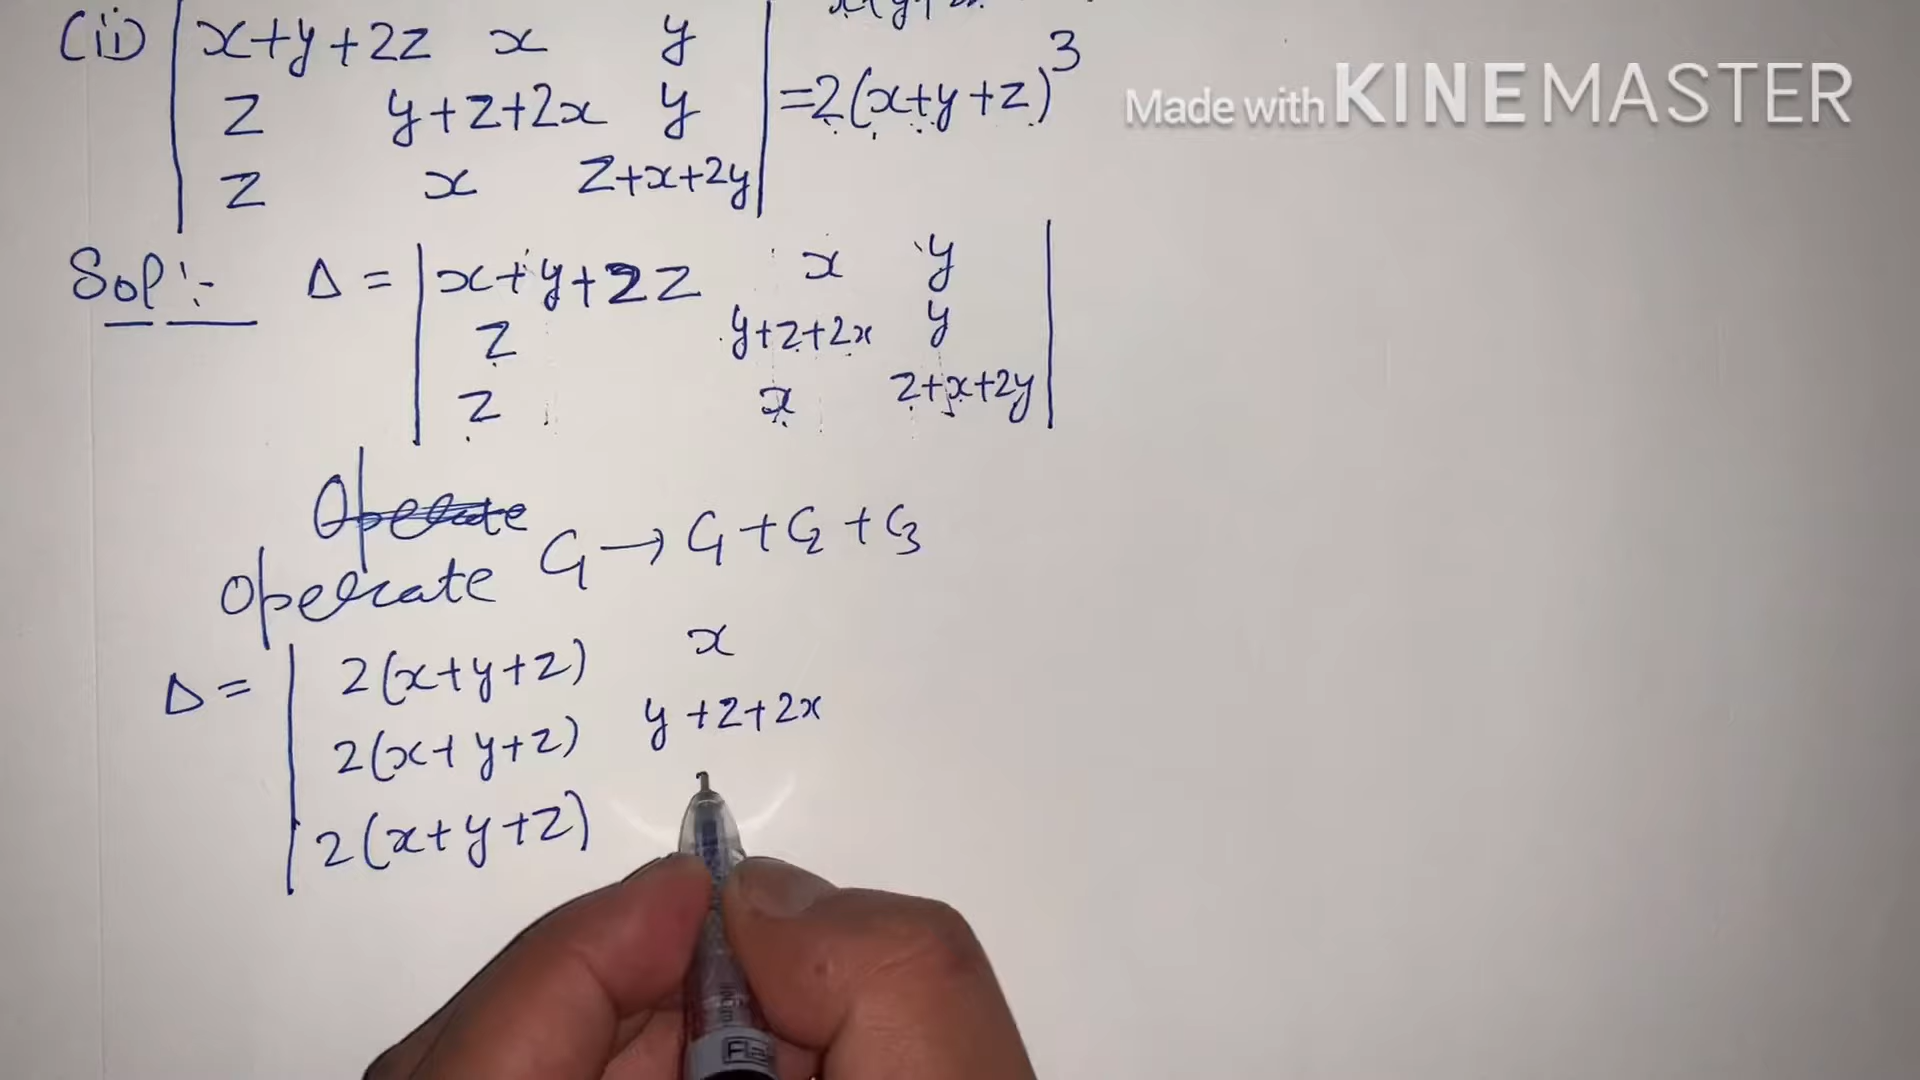 (ii) | x+y+2z x y |
| z y+z+2x y | =2(x+y+z)^3
| z x z+x+2y |
Made with KINEMASTER
Sol:- Δ = | x+y+2z x y |
| z y+z+2x y |
| z x z+x+2y |
Operate
Operate C1 → C1 + C2 + C3
Δ = | 2(x+y+z) x
| 2(x+y+z) y+z+2x
| 2(x+y+z)